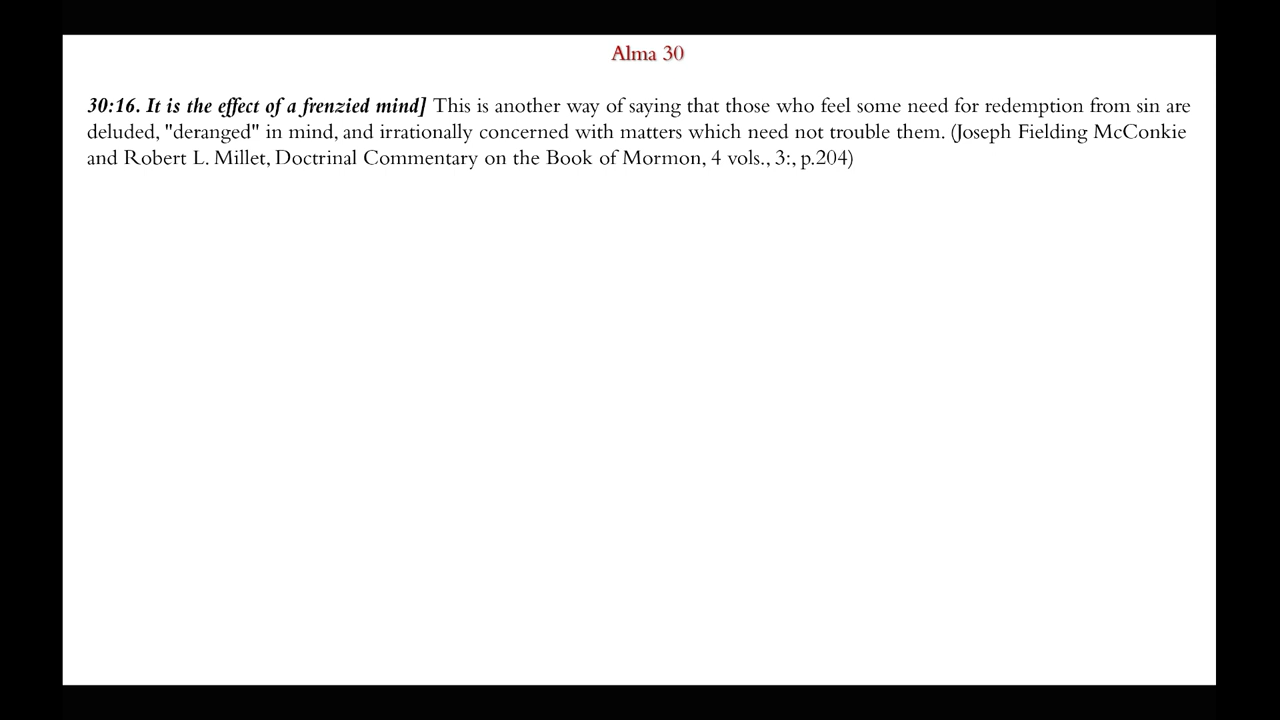 Alma 30
30:16. It is the effect of a frenzied mind] This is another way of saying that those who feel some need for redemption from sin are
deluded, "deranged" in mind, and irrationally concerned with matters which need not trouble them. (Joseph Fielding McConkie
and Robert L. Millet, Doctrinal Commentary on the Book of Mormon, 4 vols., 3:, p.204)